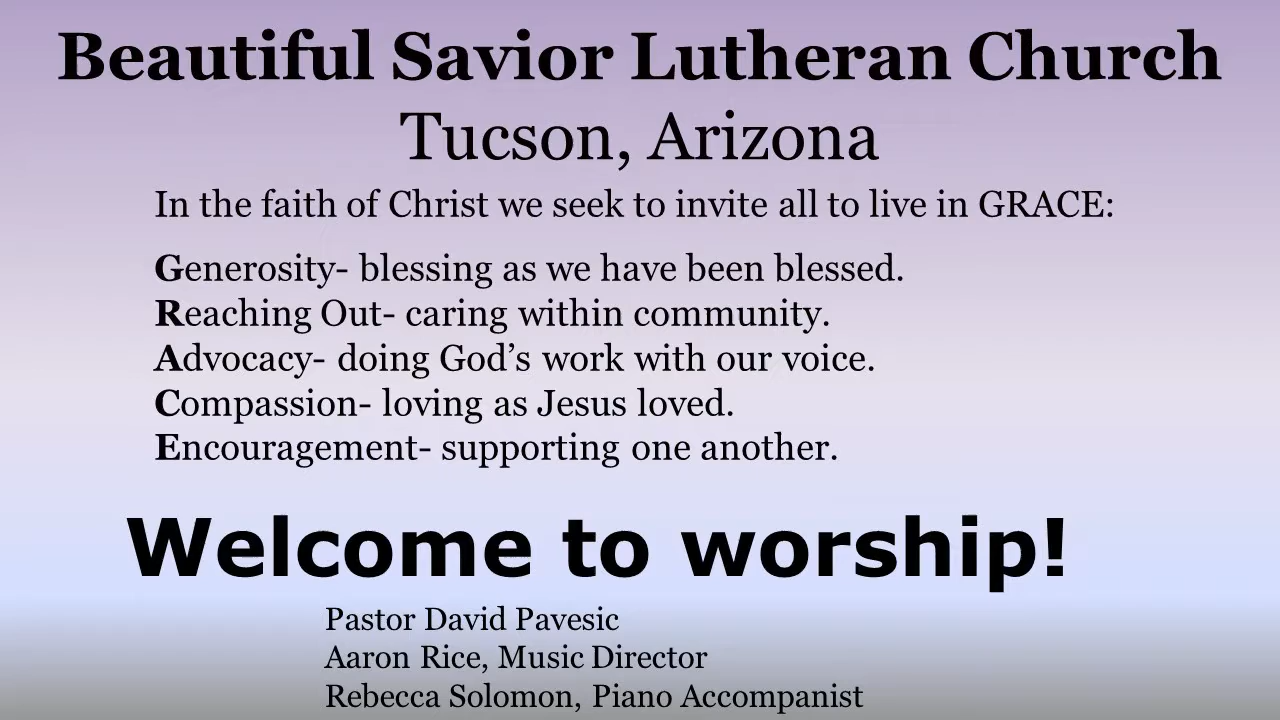 Beautiful Savior Lutheran Church
Tucson, Arizona
In the faith of Christ we seek to invite all to live in GRACE:
Generosity- blessing as we have been blessed.
Reaching Out- caring within community.
Advocacy- doing God’s work with our voice.
Compassion- loving as Jesus loved.
Encouragement- supporting one another.
Welcome to worship!
Pastor David Pavesic
Aaron Rice, Music Director
Rebecca Solomon, Piano Accompanist